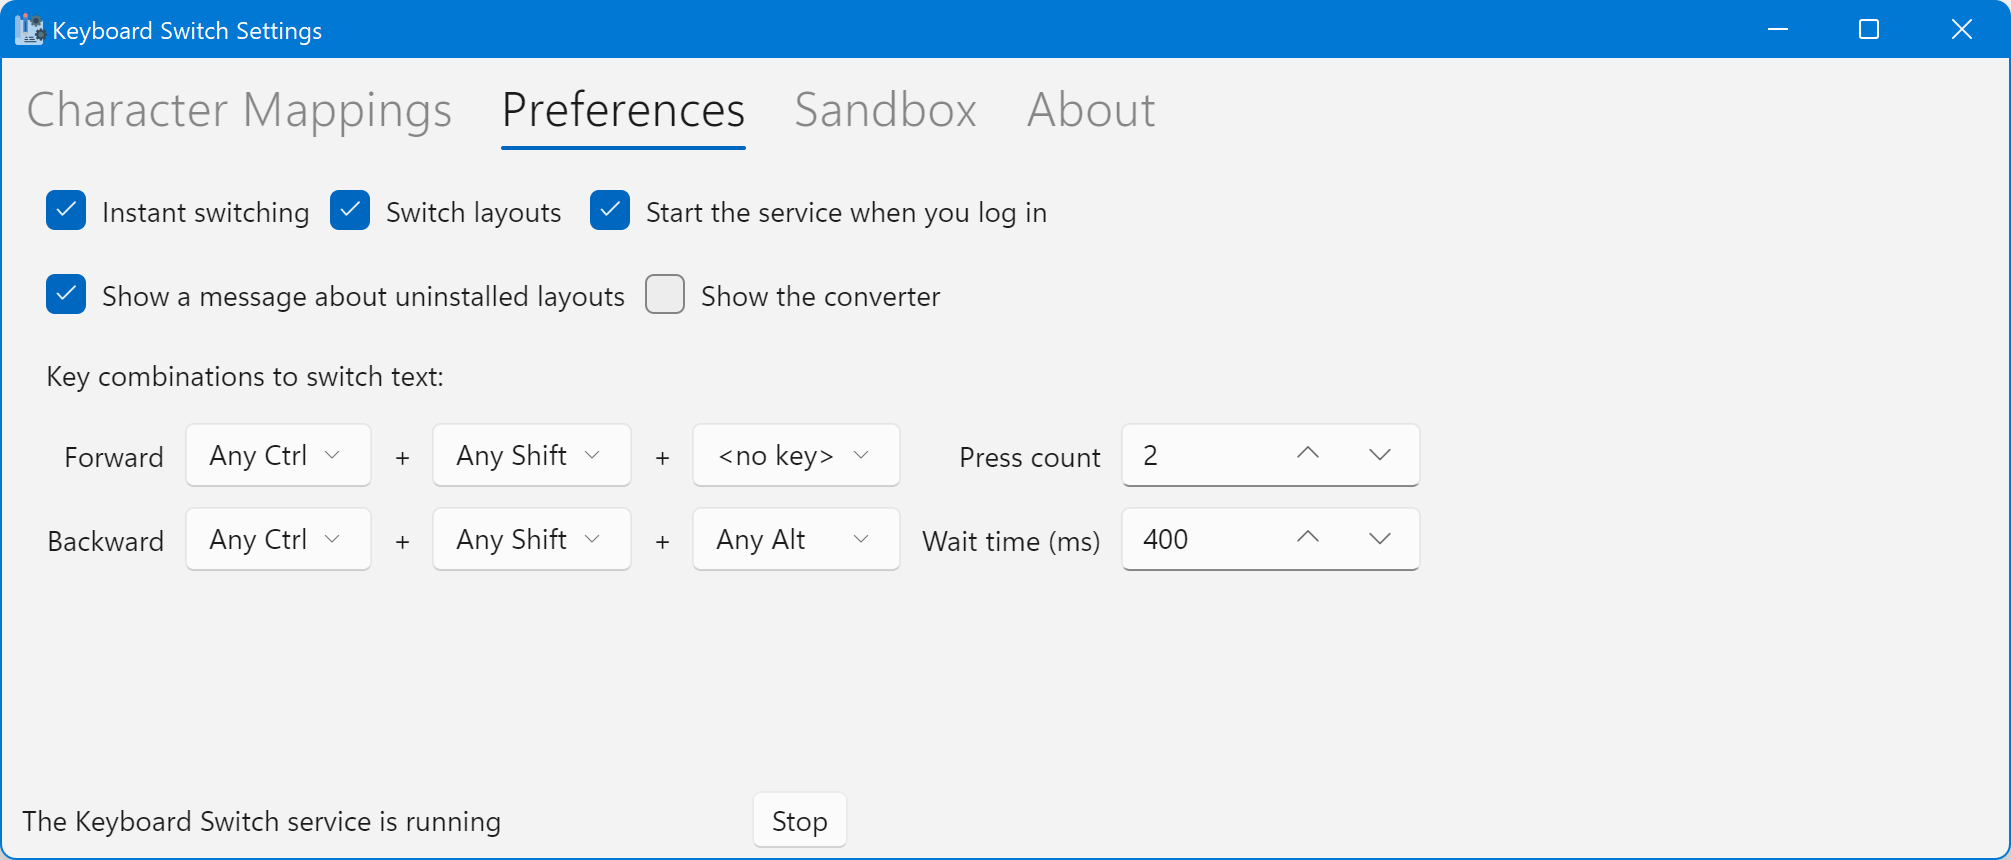 Keyboard Switch Settings
Character Mappings Preferences Sandbox About
Instant switching Switch layouts Start the service when you log in
Show a message about uninstalled layouts Show the converter
Key combinations to switch text:
Forward Any Ctrl + Any Shift + <no key> Press count 2
Backward Any Ctrl + Any Shift + Any Alt Wait time (ms) 400
The Keyboard Switch service is running Stop